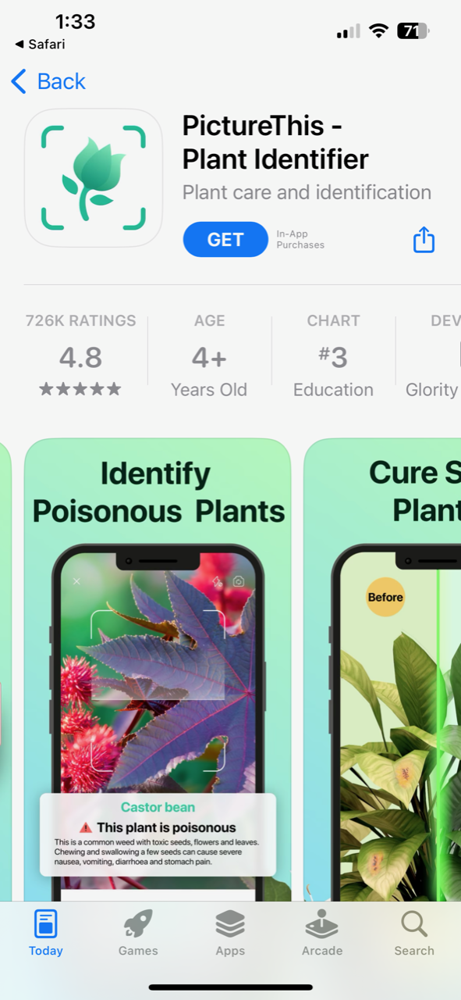 1:33
71
◀ Safari
Back
PictureThis -
Plant Identifier
Plant care and identification
GET
In-App
Purchases
726K RATINGS
4.8
★★★★★
AGE
4+
Years Old
CHART
#3
Education
DEV
Glority
Identify
Poisonous Plants
Castor bean
This plant is poisonous
This is a common weed with toxic seeds, flowers and leaves.
Chewing and swallowing a few seeds can cause severe
nausea, vomiting, diarrhoea and stomach pain.
Cure S
Plant
Before
Today
Games
Apps
Arcade
Search